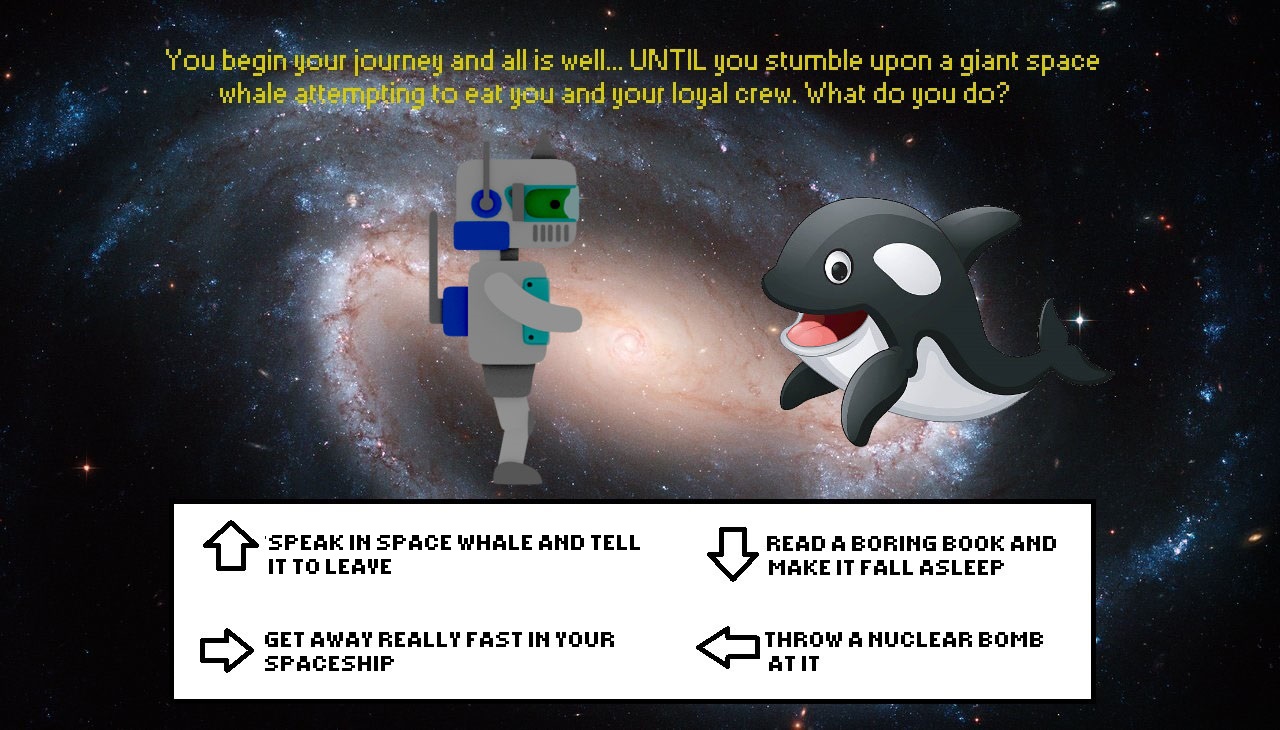 You begin your journey and all is well... UNTIL you stumble upon a giant space
whale attempting to eat you and your loyal crew. What do you do?
SPEAK IN SPACE WHALE AND TELL
IT TO LEAVE
READ A BORING BOOK AND
MAKE IT FALL ASLEEP
GET AWAY REALLY FAST IN YOUR
SPACESHIP
THROW A NUCLEAR BOMB
AT IT